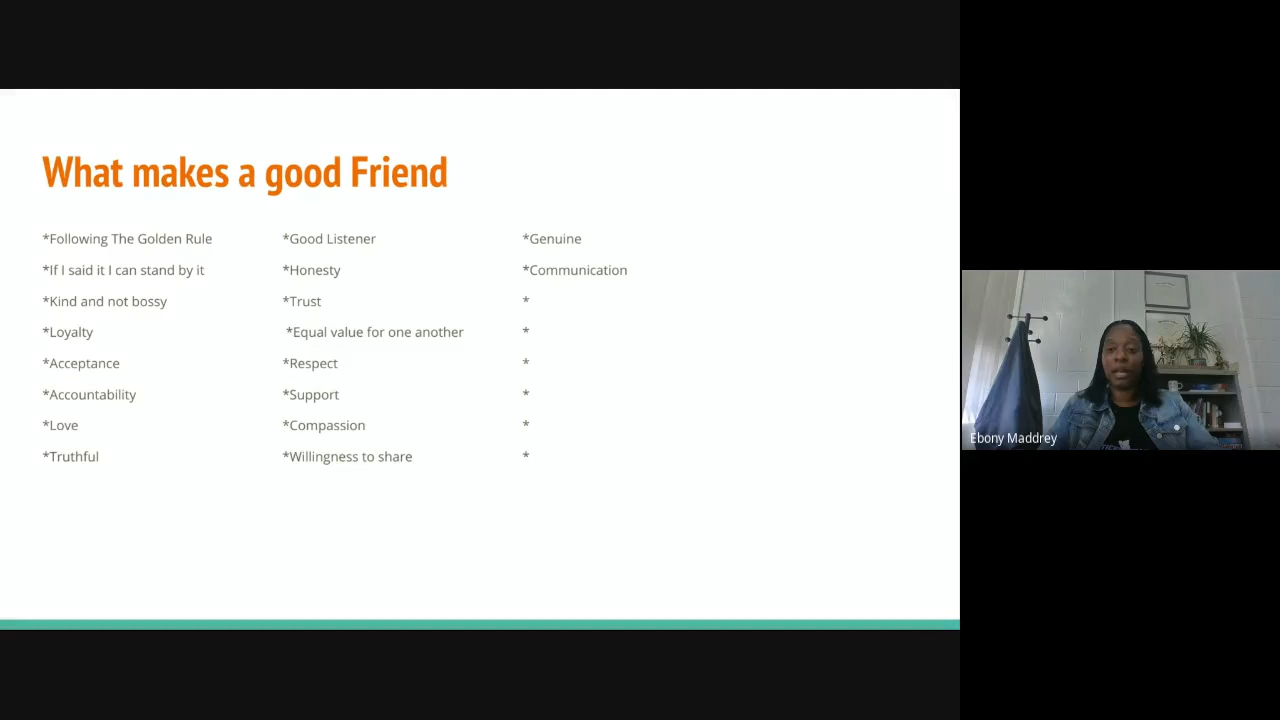 What makes a good Friend
*Following The Golden Rule
*If I said it I can stand by it
*Kind and not bossy
*Loyalty
*Acceptance
*Accountability
*Love
*Truthful
*Good Listener
*Honesty
*Trust
*Equal value for one another
*Respect
*Support
*Compassion
*Willingness to share
*Genuine
*Communication
*
*
*
*
*
*
Ebony Maddrey